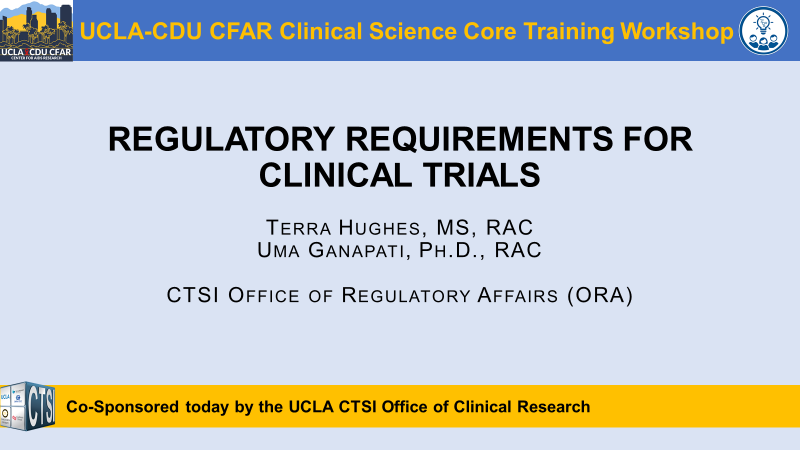 UCLA CDU CFAR
CENTER FOR AIDS RESEARCH
UCLA-CDU CFAR Clinical Science Core Training Workshop
REGULATORY REQUIREMENTS FOR
CLINICAL TRIALS
TERRA HUGHES, MS, RAC
UMA GANAPATI, PH.D., RAC
CTSI OFFICE OF REGULATORY AFFAIRS (ORA)
CTSI
UCLA
Co-Sponsored today by the UCLA CTSI Office of Clinical Research